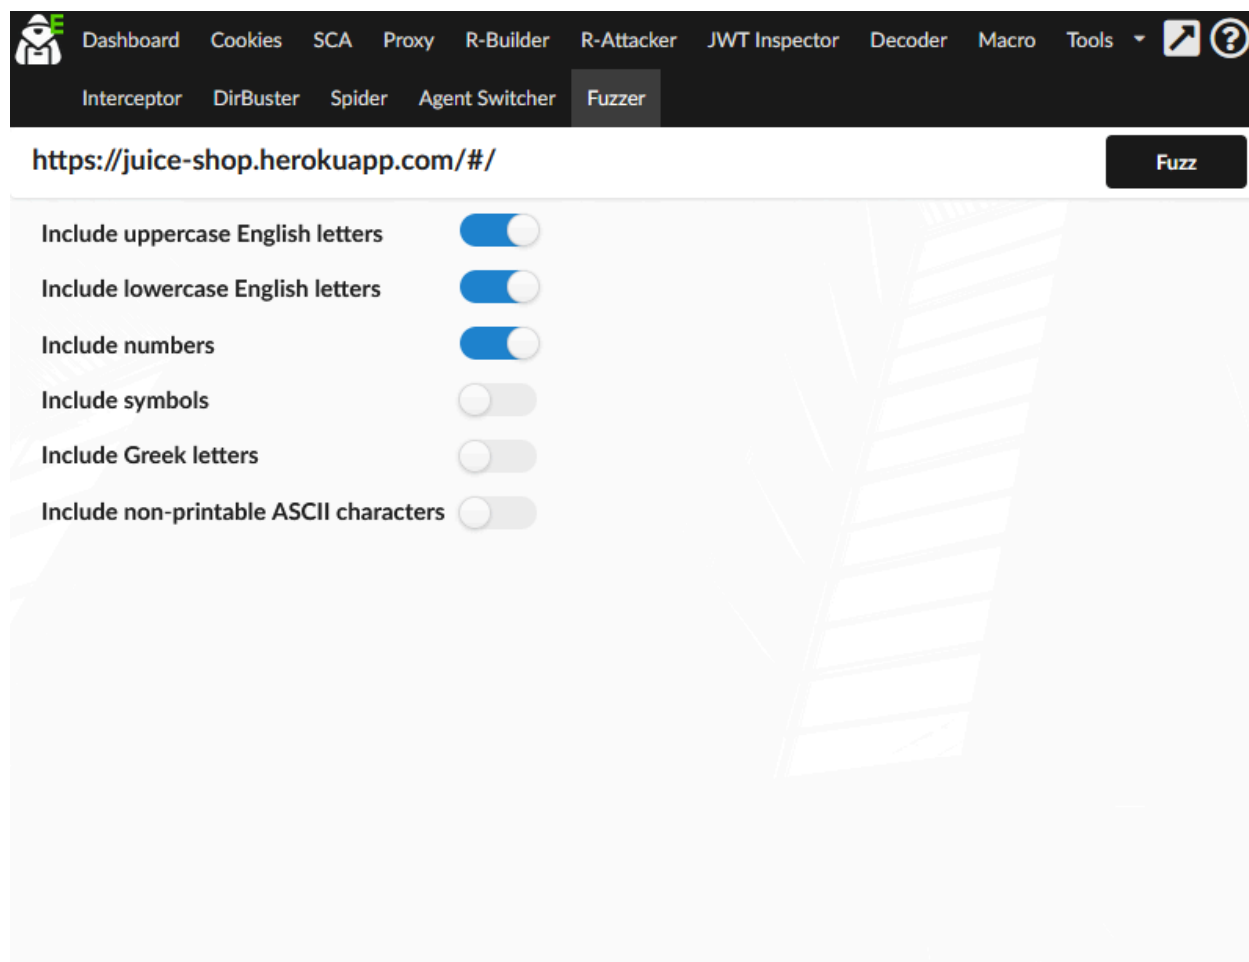 E
Dashboard Cookies SCA Proxy R-Builder R-Attacker JWT Inspector Decoder Macro Tools ?
Interceptor DirBuster Spider Agent Switcher Fuzzer
https://juice-shop.herokuapp.com/#/ Fuzz
Include uppercase English letters
Include lowercase English letters
Include numbers
Include symbols
Include Greek letters
Include non-printable ASCII characters